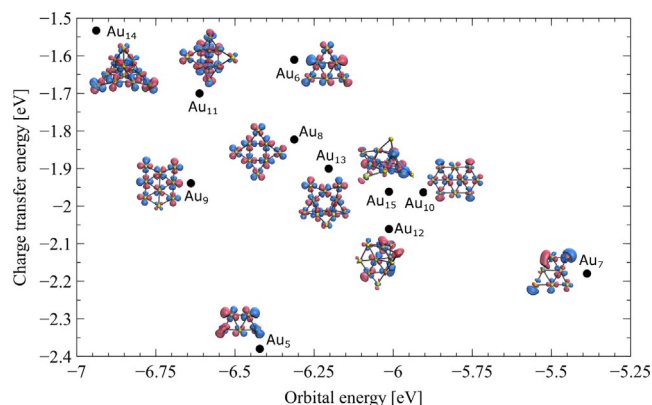 −1.5
−1.6
−1.7
−1.8
−1.9
−2
−2.1
−2.2
−2.3
−2.4
Charge transfer energy [eV]
Au14
Au11
Au6
Au8
Au13
Au9
Au15
Au10
Au12
Au7
Au5
−7
−6.75
−6.5
−6.25
−6
−5.75
−5.5
−5.25
Orbital energy [eV]